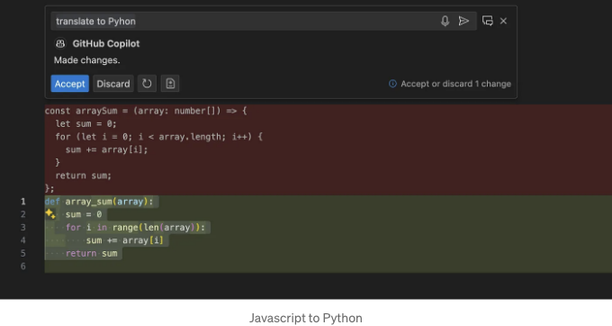 translate to Pyhon
GitHub Copilot
Made changes.
Accept Discard
Accept or discard 1 change
const arraySum = (array: number[]) => {
let sum = 0;
for (let i = 0; i < array.length; i++) {
sum += array[i];
}
return sum;
};
1 def array_sum(array):
2 sum = 0
3 for i in range(len(array)):
4 sum += array[i]
5 return sum
6
Javascript to Python